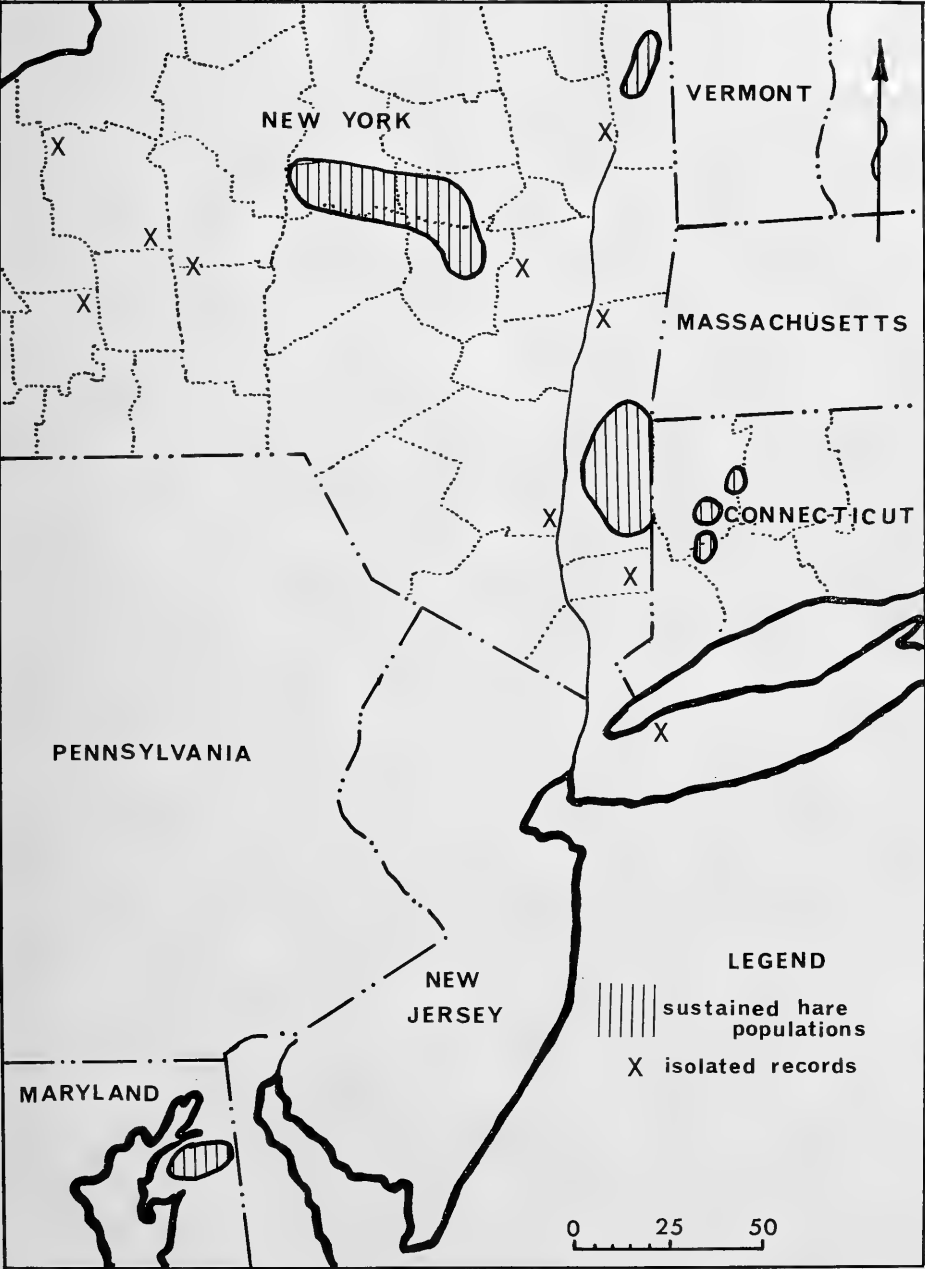 VERMONT
NEW YORK
X
X
X
X
X
X
X
MASSACHUSETTS
CONNECTICUT
X
X
X
PENNSYLVANIA
NEW
JERSEY
LEGEND
sustained hare
populations
X isolated records
MARYLAND
0 25 50